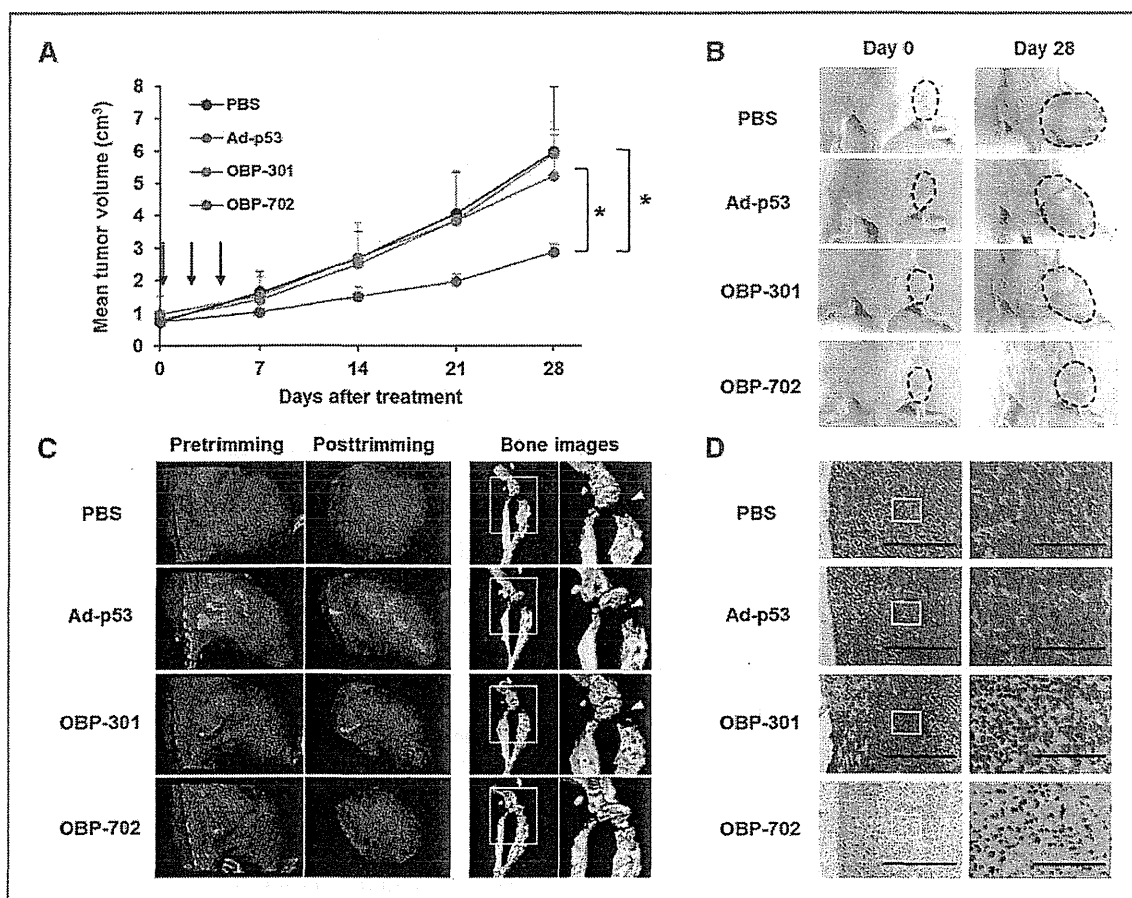 A
Mean tumor volume (cm³)
8
7
6
5
4
3
2
1
0
PBS
Ad-p53
OBP-301
OBP-702
*
*
0 7 14 21 28
Days after treatment
B
Day 0 Day 28
PBS
Ad-p53
OBP-301
OBP-702
C
Pretrimming Posttrimming Bone images
PBS
Ad-p53
OBP-301
OBP-702
D
PBS
Ad-p53
OBP-301
OBP-702